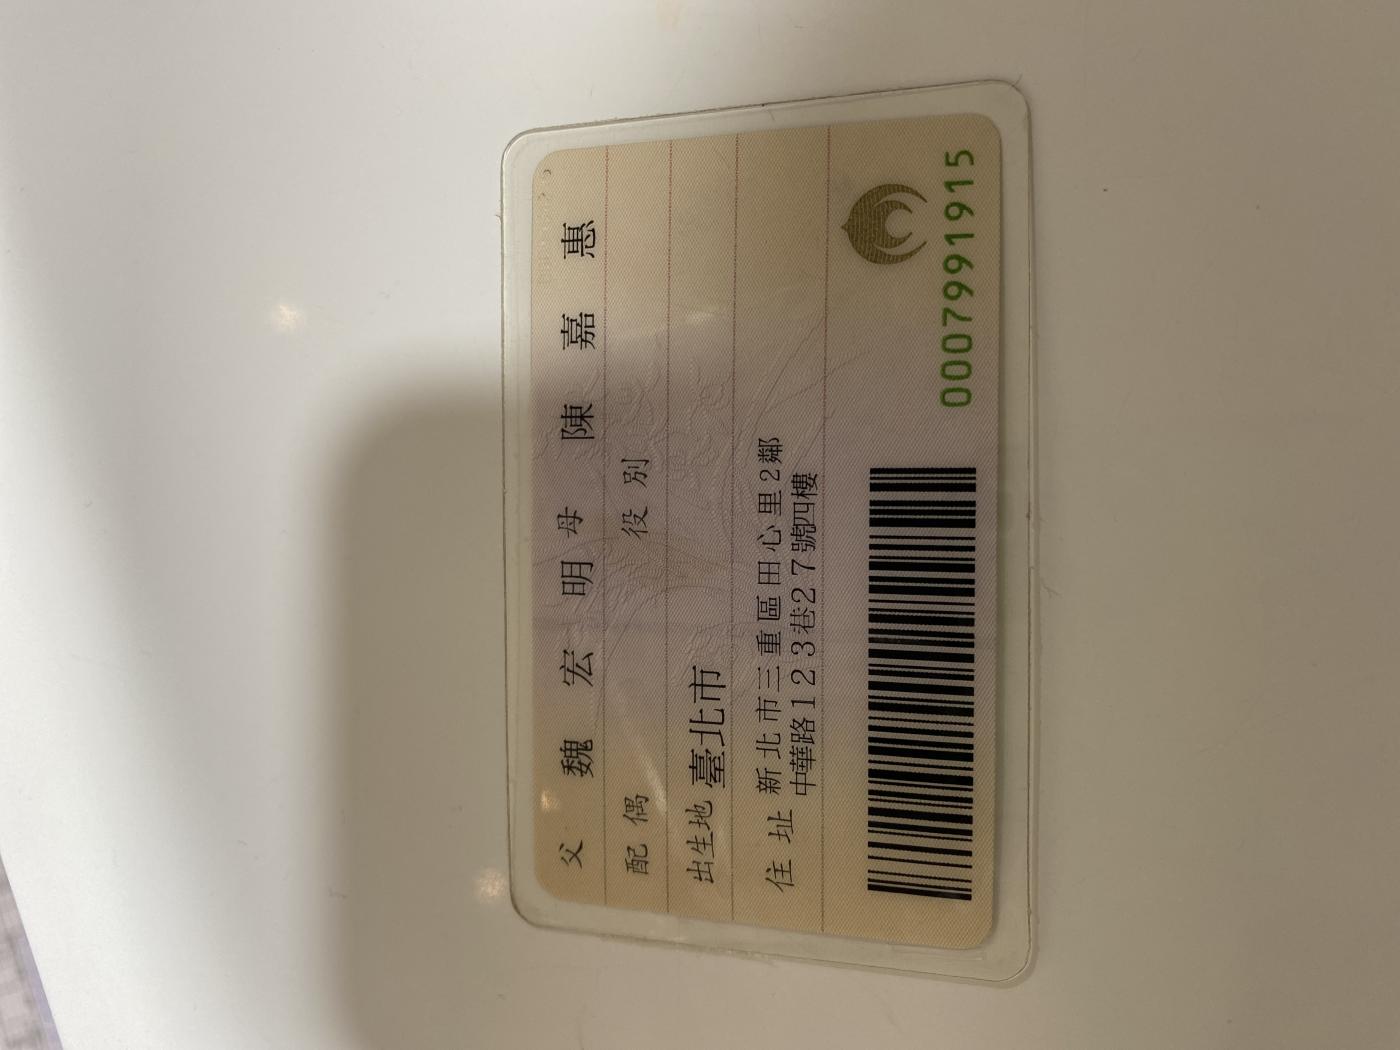 父 魏宏明 母 陳嘉惠
配偶 役別
出生地 臺北市
住址 新北市三重區田心里2鄰
中華路123巷27號四樓
0007991915